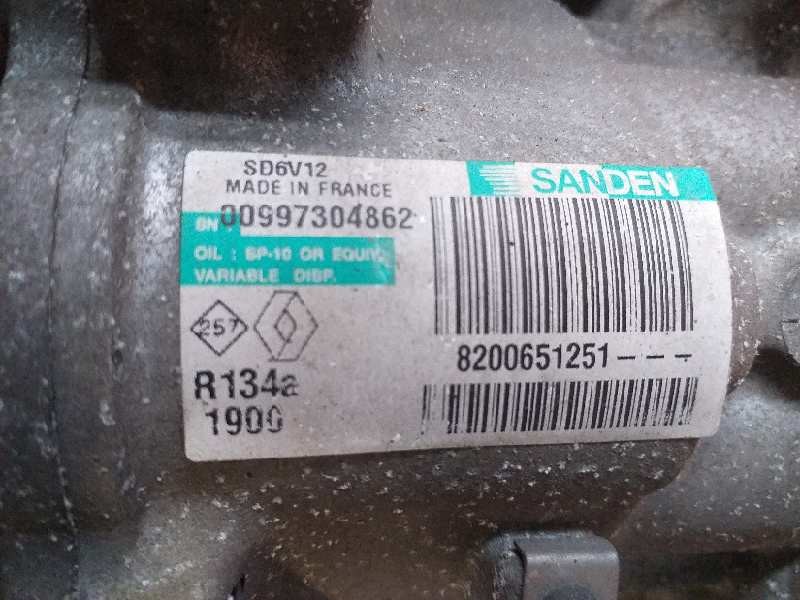 SD6V12
MADE IN FRANCE
SANDEN
SN 00997304862
OIL : SP-10 OR EQUIV.
VARIABLE DISP.
257
8200651251---
R134a
1900